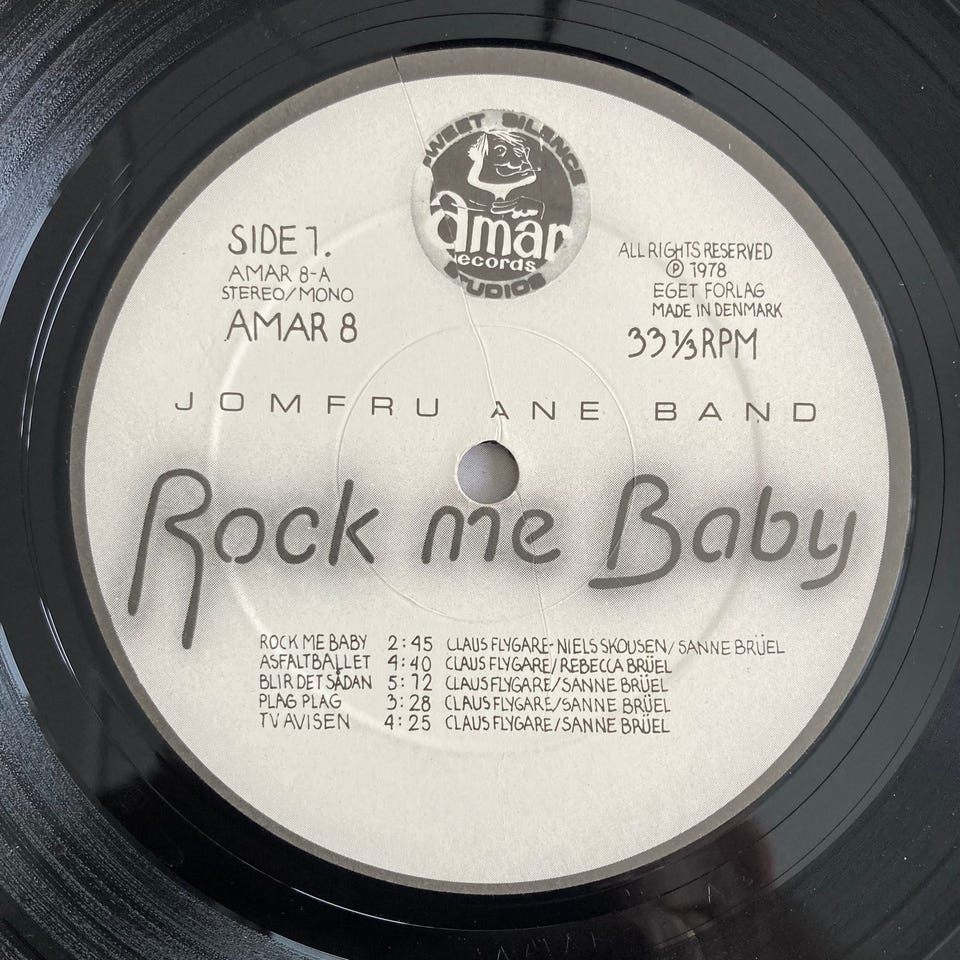 SWEET SILENCE
amar
records
STUDIOS
SIDE 1.
AMAR 8-A
STEREO/MONO
AMAR 8
ALL RIGHTS RESERVED
Ⓟ 1978
EGET FORLAG
MADE IN DENMARK
33 1/3 RPM
JOMFRU ANE BAND
Rock me Baby
ROCK ME BABY 2:45 CLAUS FLYGARE-NIELS SKOUSEN/SANNE BRÜEL
ASFALTBALLET 4:40 CLAUS FLYGARE/REBECCA BRÜEL
BLIR DET SÅDAN 5:12 CLAUS FLYGARE/SANNE BRÜEL
PLAG PLAG 3:28 CLAUS FLYGARE/SANNE BRÜEL
TV AVISEN 4:25 CLAUS FLYGARE/SANNE BRÜEL